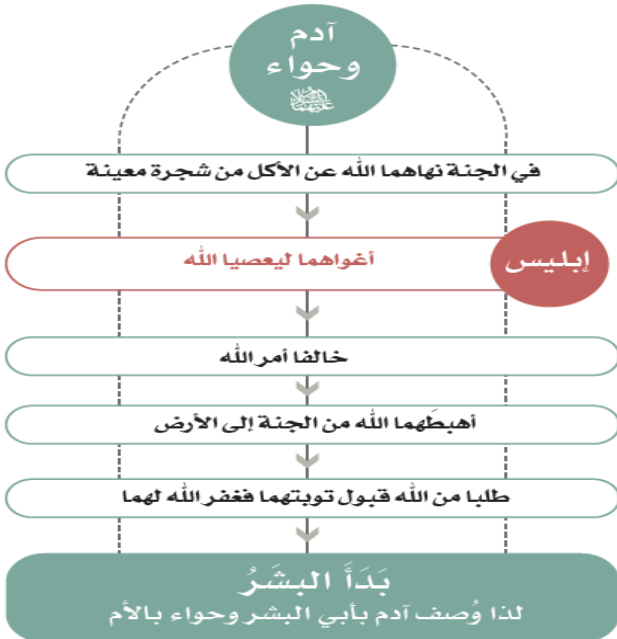 آدم
وحواء
عليهما السلام
في الجنة نهاهما الله عن الأكل من شجرة معينة
إبليس
أغواهما ليعصيا الله
خالفا أمر الله
أهبطَهما الله من الجنة إلى الأرض
طلبا من الله قبول توبتهما فغفر الله لهما
بَدَأَ البشَرُ
لذا وُصف آدم بأبي البشر وحواء بالأم